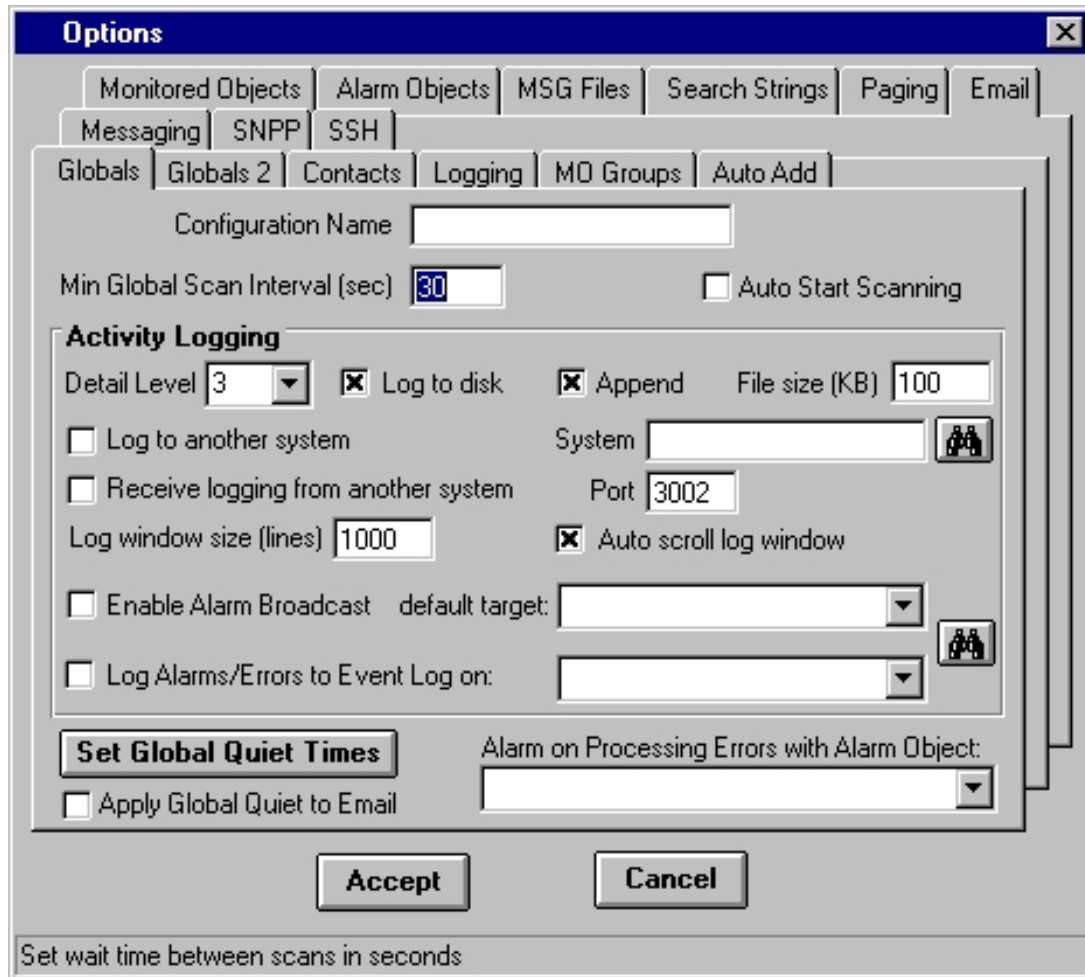 Options
Monitored Objects Alarm Objects MSG Files Search Strings Paging Email
Messaging SNPP SSH
Globals Globals 2 Contacts Logging MO Groups Auto Add
Configuration Name
Min Global Scan Interval (sec) 30 Auto Start Scanning
Activity Logging
Detail Level 3 Log to disk Append File size (KB) 100
Log to another system System
Receive logging from another system Port 3002
Log window size (lines) 1000 Auto scroll log window
Enable Alarm Broadcast default target:
Log Alarms/Errors to Event Log on:
Set Global Quiet Times Alarm on Processing Errors with Alarm Object:
Apply Global Quiet to Email
Accept Cancel
Set wait time between scans in seconds